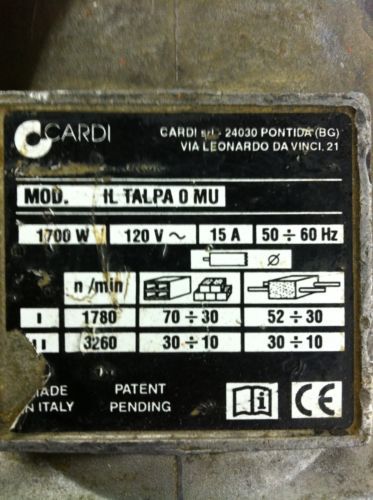 CARDI
CARDI srl - 24030 PONTIDA (BG)
VIA LEONARDO DA VINCI, 21
MOD. IL TALPA 0 MU
1700 W 120 V ~ 15 A 50 ÷ 60 Hz
Ø
n /min
I 1780 70 ÷ 30 52 ÷ 30
II 3260 30 ÷ 10 30 ÷ 10
MADE
IN ITALY
PATENT
PENDING
i
CE